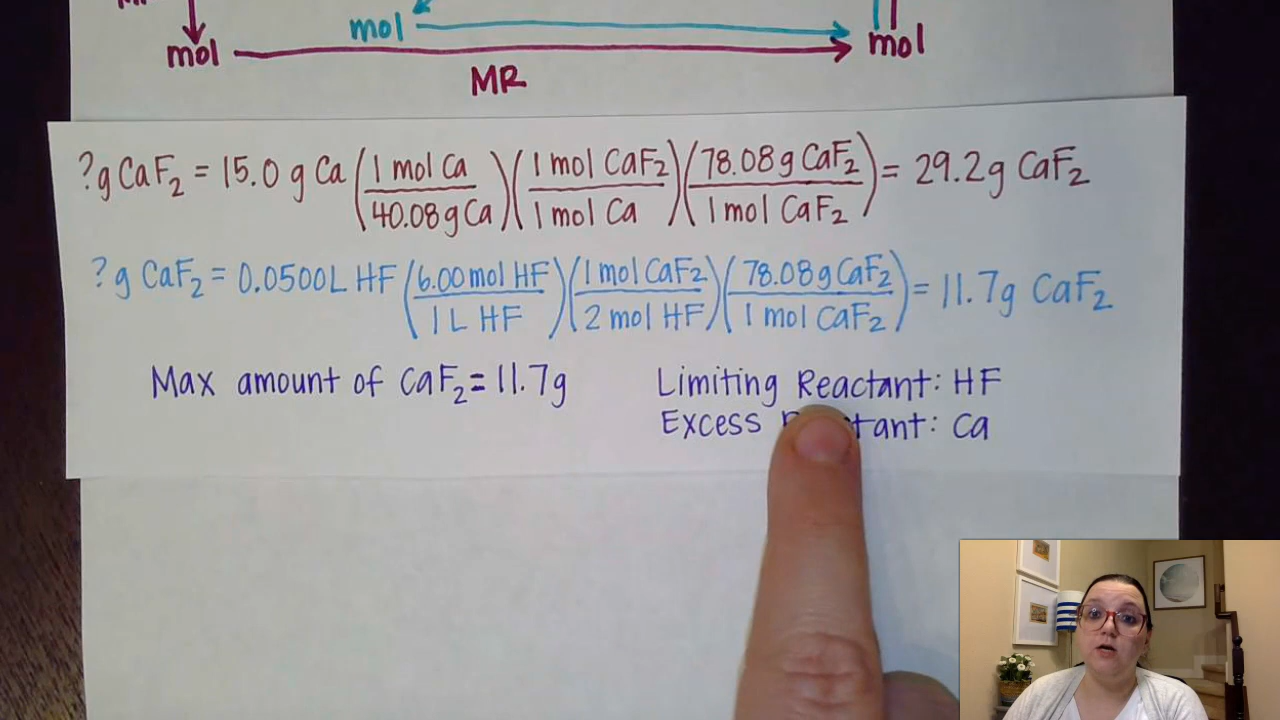 mol mol mol
MR
?g CaF₂ = 15.0 g Ca (1 mol Ca / 40.08 g Ca)(1 mol CaF₂ / 1 mol Ca)(78.08 g CaF₂ / 1 mol CaF₂) = 29.2g CaF₂
?g CaF₂ = 0.0500L HF (6.00 mol HF / 1 L HF)(1 mol CaF₂ / 2 mol HF)(78.08 g CaF₂ / 1 mol CaF₂) = 11.7g CaF₂
Max amount of CaF₂ = 11.7g Limiting Reactant: HF
Excess : Ca